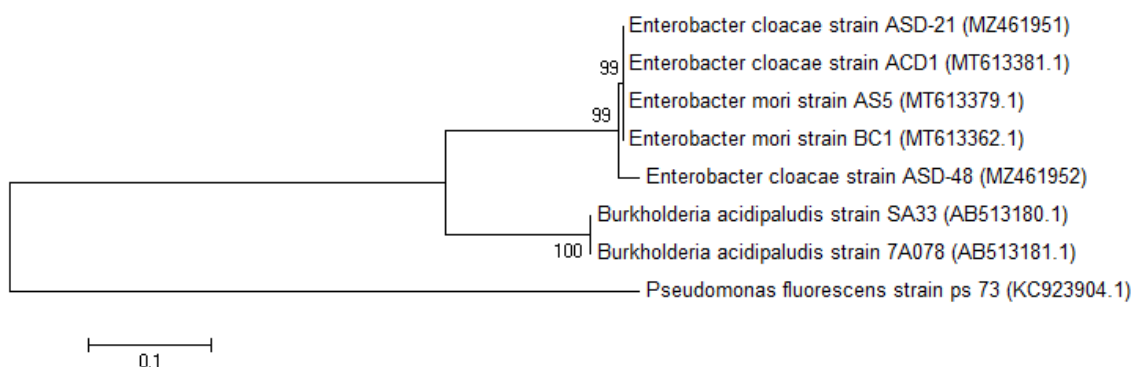 Enterobacter cloacae strain ASD-21 (MZ461951)
99
Enterobacter cloacae strain ACD1 (MT613381.1)
Enterobacter mori strain AS5 (MT613379.1)
99
Enterobacter mori strain BC1 (MT613362.1)
Enterobacter cloacae strain ASD-48 (MZ461952)
Burkholderia acidipaludis strain SA33 (AB513180.1)
100
Burkholderia acidipaludis strain 7A078 (AB513181.1)
Pseudomonas fluorescens strain ps 73 (KC923904.1)
0.1